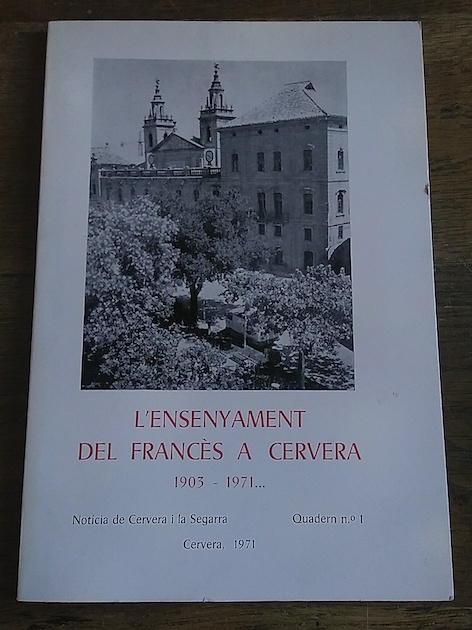 L'ENSENYAMENT
DEL FRANCÈS A CERVERA
1903 - 1971...
Notícia de Cervera i la Segarra Quadern n.º 1
Cervera, 1971